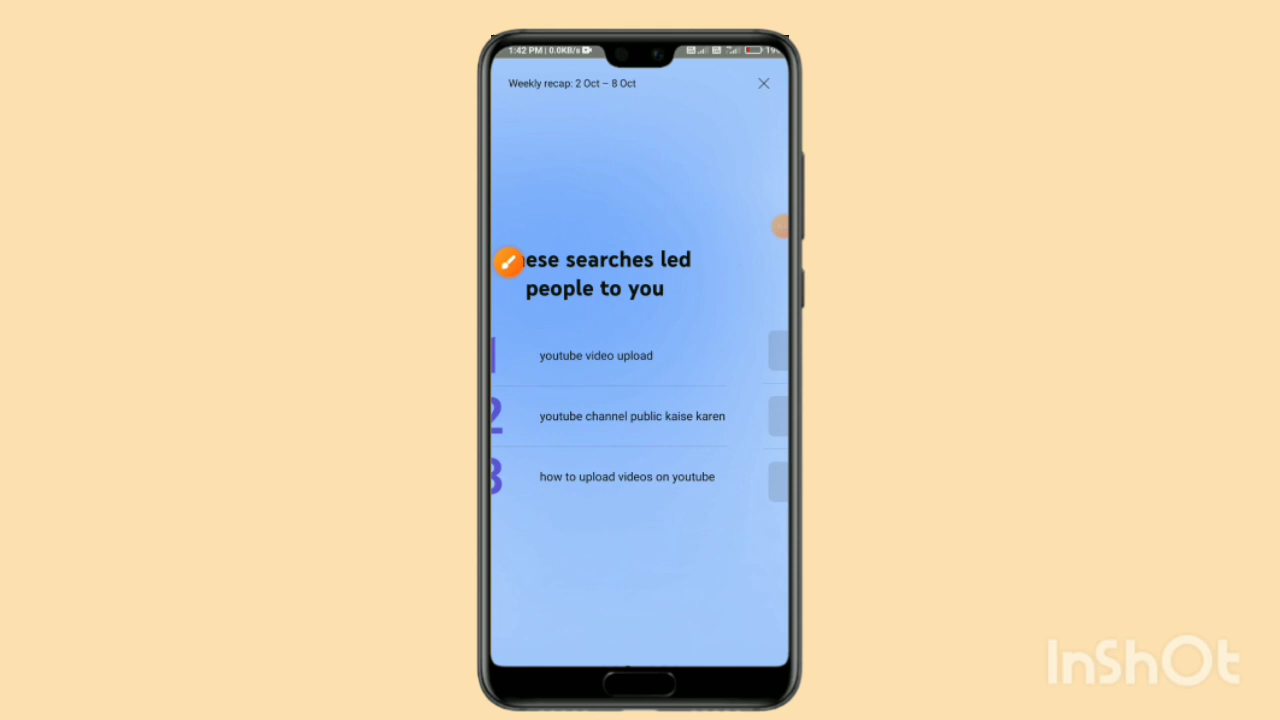 1:42 PM | 0.0KB/s
Weekly recap: 2 Oct – 8 Oct
searches led
people to you
1 youtube video upload
2 youtube channel public kaise karen
3 how to upload videos on youtube
InShOt